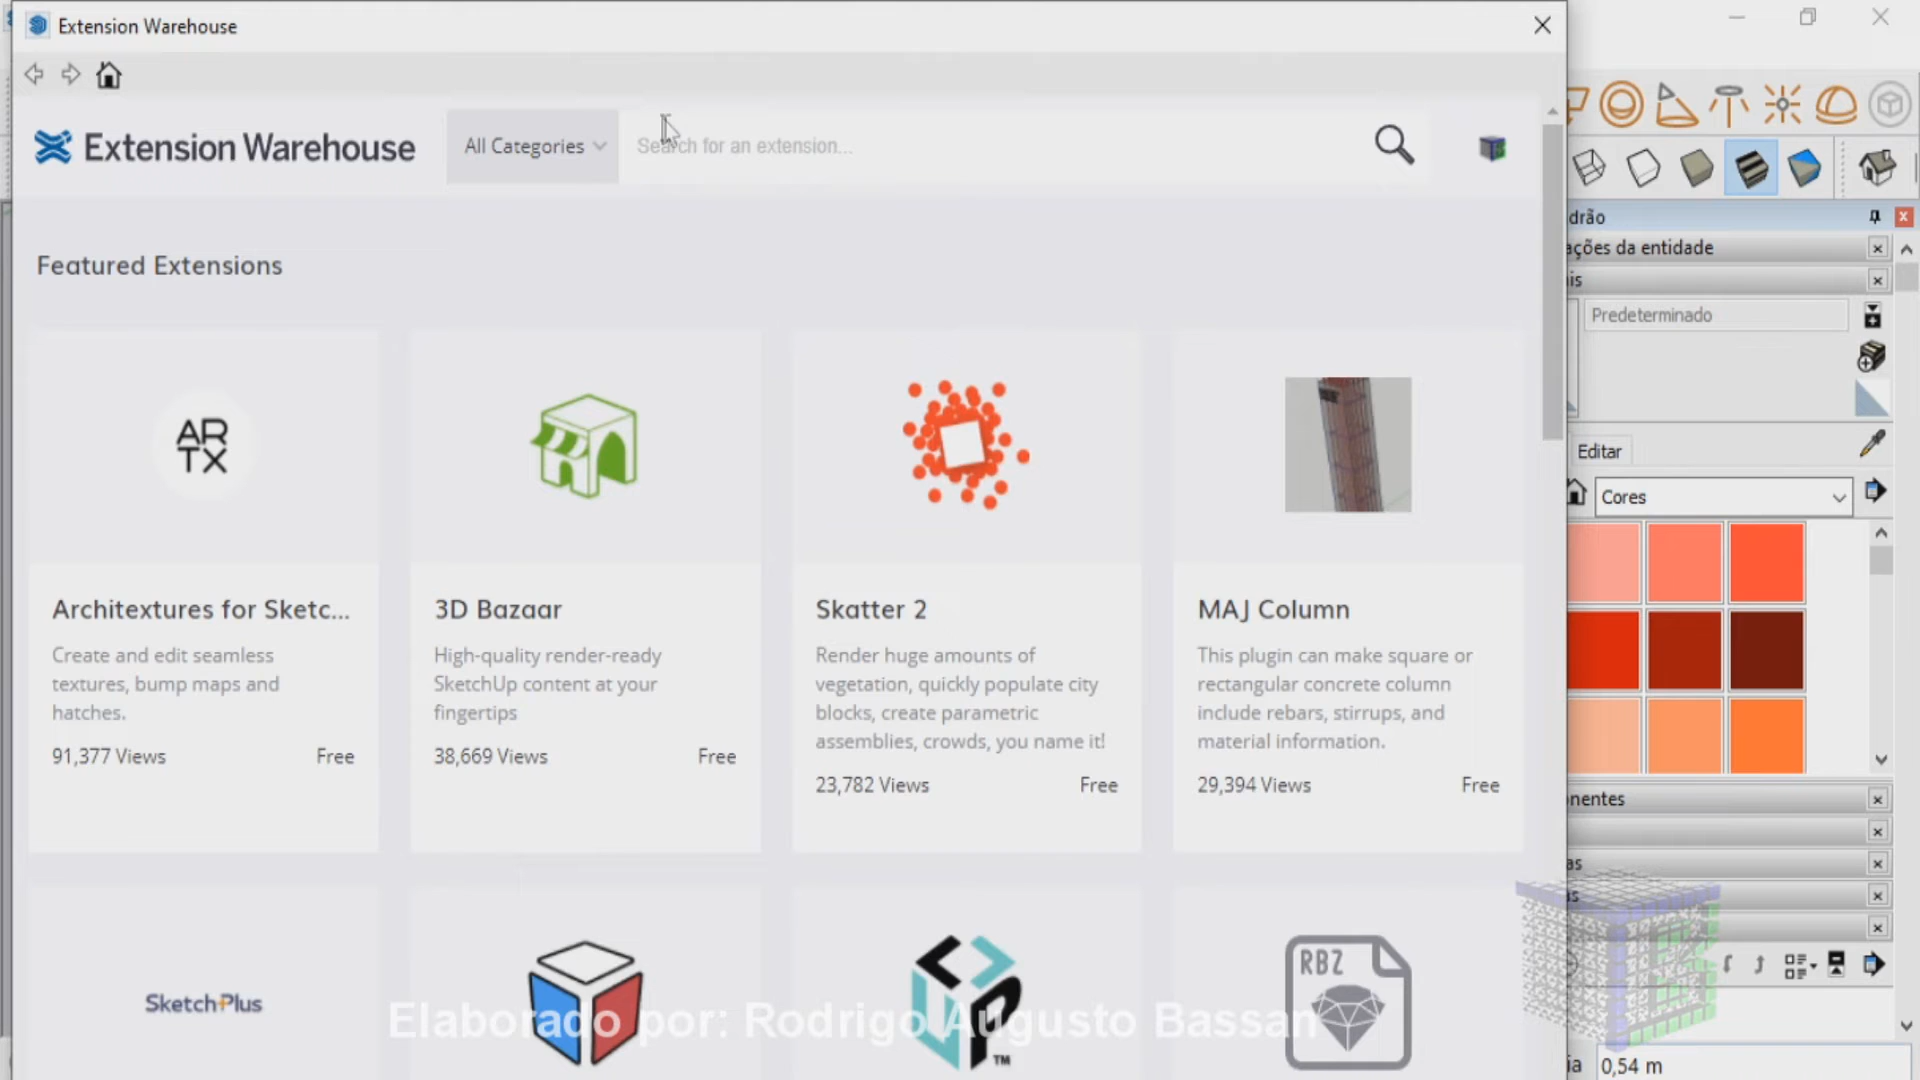 Extension Warehouse
Extension Warehouse
All Categories
Search for an extension...
Featured Extensions
AR
TX
Architextures for Sketc...
Create and edit seamless
textures, bump maps and
hatches.
91,377 Views
Free
3D Bazaar
High-quality render-ready
SketchUp content at your
fingertips
38,669 Views
Free
Skatter 2
Render huge amounts of
vegetation, quickly populate city
blocks, create parametric
assemblies, crowds, you name it!
23,782 Views
Free
MAJ Column
This plugin can make square or
rectangular concrete column
include rebars, stirrups, and
material information.
29,394 Views
Free
SketchPlus
RBZ
TM
Elaborado por: Rodrigo Augusto Bassan
drão
ações da entidade
is
Predeterminado
Editar
Cores
nentes
as
s
ia
0,54 m